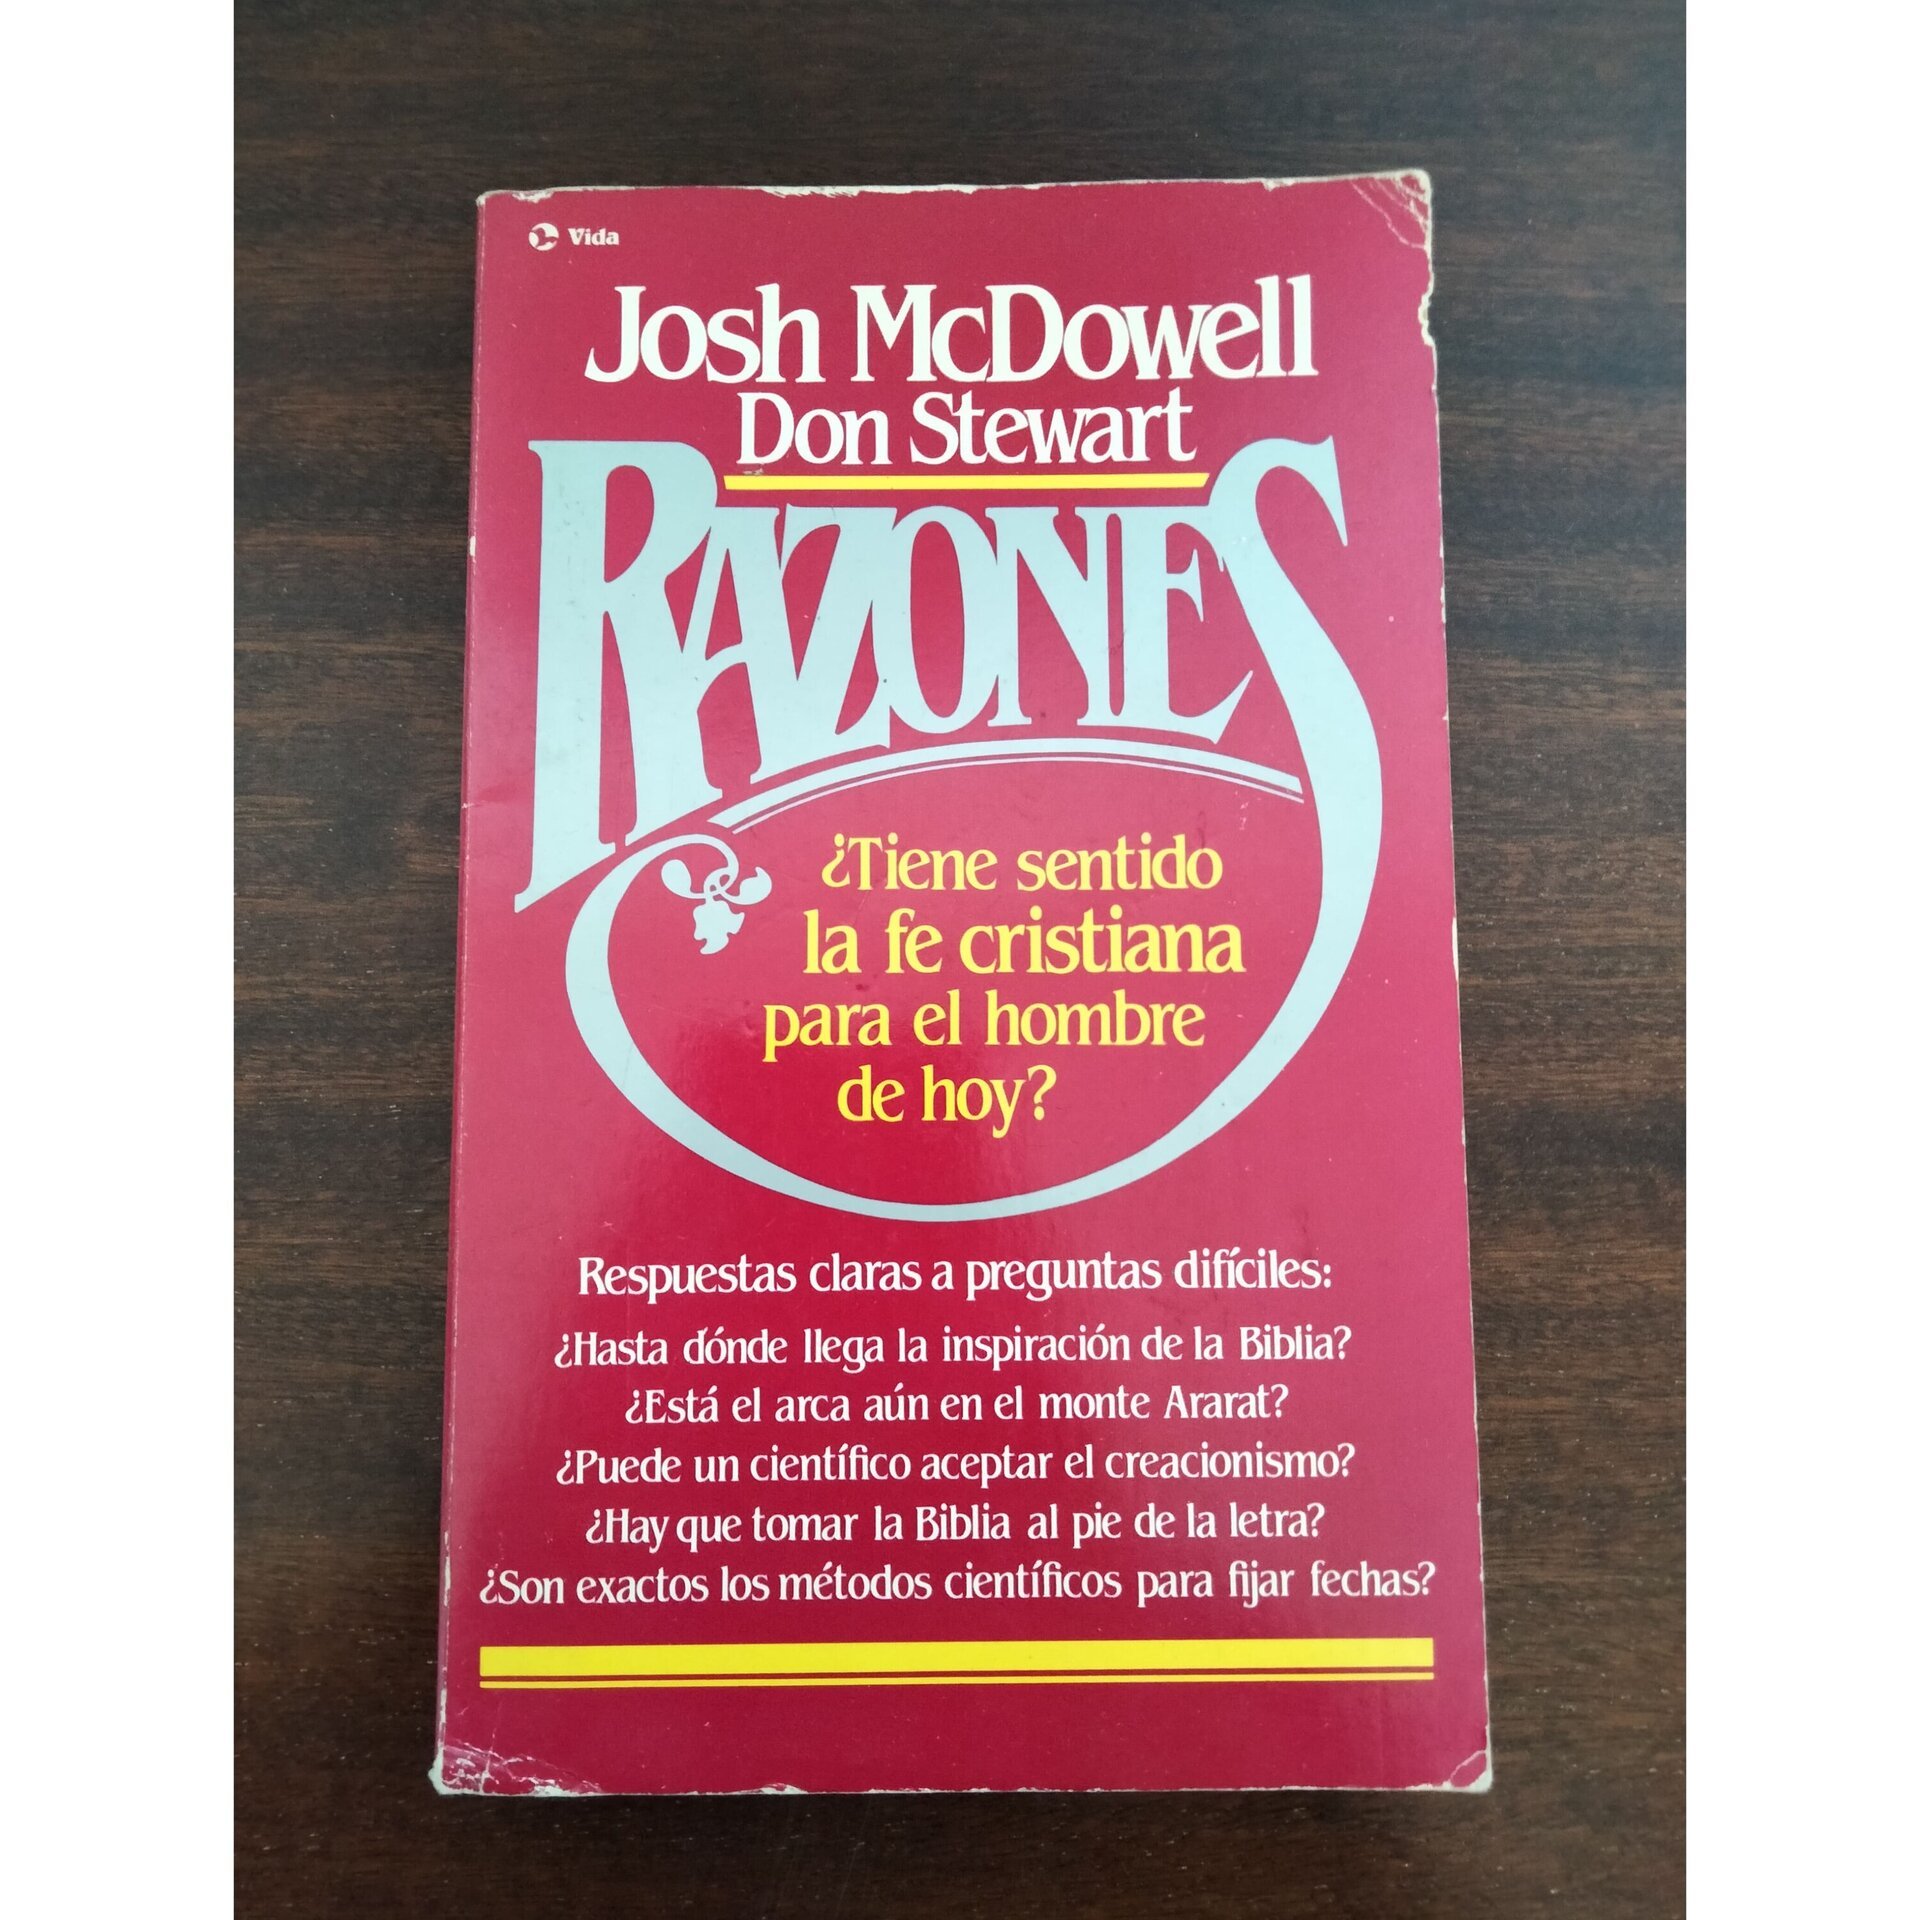 Vida
Josh McDowell
Don Stewart
RAZONES
¿Tiene sentido
la fe cristiana
para el hombre
de hoy?
Respuestas claras a preguntas difíciles:
¿Hasta dónde llega la inspiración de la Biblia?
¿Está el arca aún en el monte Ararat?
¿Puede un científico aceptar el creacionismo?
¿Hay que tomar la Biblia al pie de la letra?
¿Son exactos los métodos científicos para fijar fechas?